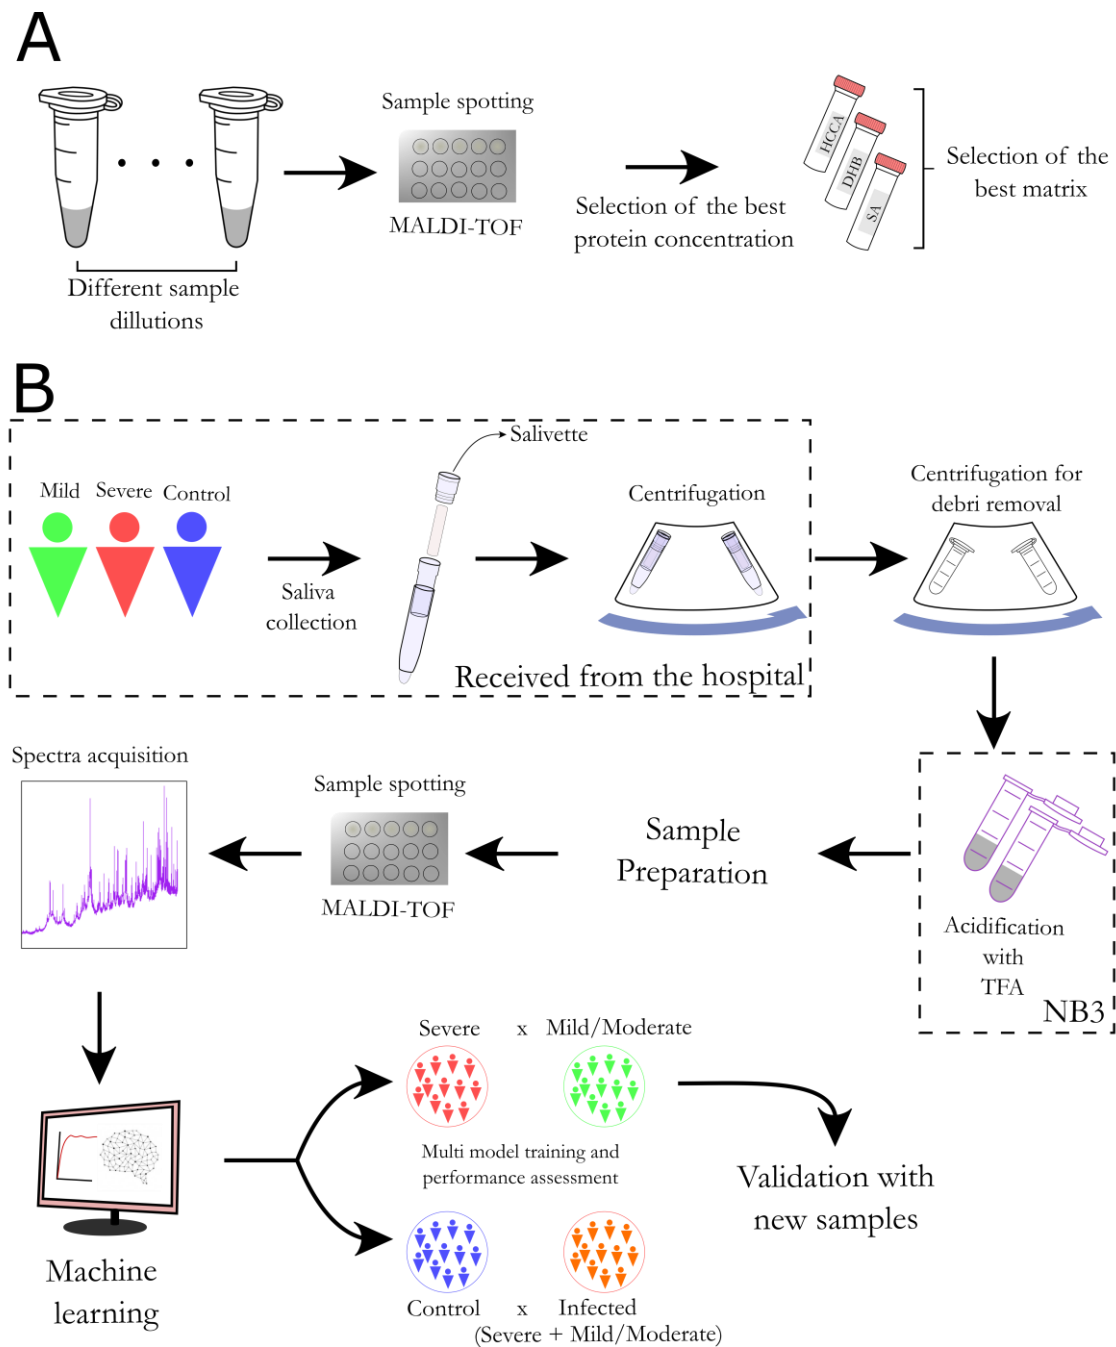 A
Sample spotting
MALDI-TOF
Different sample
dillutions
Selection of the best
protein concentration
HCCA
DHB
SA
Selection of the
best matrix
B
Mild
Severe
Control
Saliva
collection
Salivette
Centrifugation
Received from the hospital
Centrifugation for
debri removal
Acidification
with
TFA
NB3
Sample
Preparation
Sample spotting
MALDI-TOF
Spectra acquisition
Machine
learning
Severe x Mild/Moderate
Multi model training and
performance assessment
Control x Infected
(Severe + Mild/Moderate)
Validation with
new samples